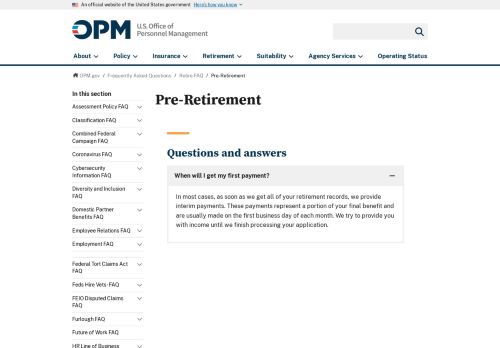 An official website of the United States government Here's how you know
OPM U.S. Office of
Personnel Management
About Policy Insurance Retirement Suitability Agency Services Operating Status
OPM.gov / Frequently Asked Questions / Retire FAQ / Pre-Retirement
In this section
Assessment Policy FAQ
Classification FAQ
Combined Federal
Campaign FAQ
Coronavirus FAQ
Cybersecurity
Information FAQ
Diversity and Inclusion
FAQ
Domestic Partner
Benefits FAQ
Employee Relations FAQ
Employment FAQ
Federal Tort Claims Act
FAQ
Feds Hire Vets- FAQ
FEIO Disputed Claims
FAQ
Furlough FAQ
Future of Work FAQ
HR Line of Business
Pre-Retirement
Questions and answers
When will I get my first payment?
In most cases, as soon as we get all of your retirement records, we provide
interim payments. These payments represent a portion of your final benefit and
are usually made on the first business day of each month. We try to provide you
with income until we finish processing your application.